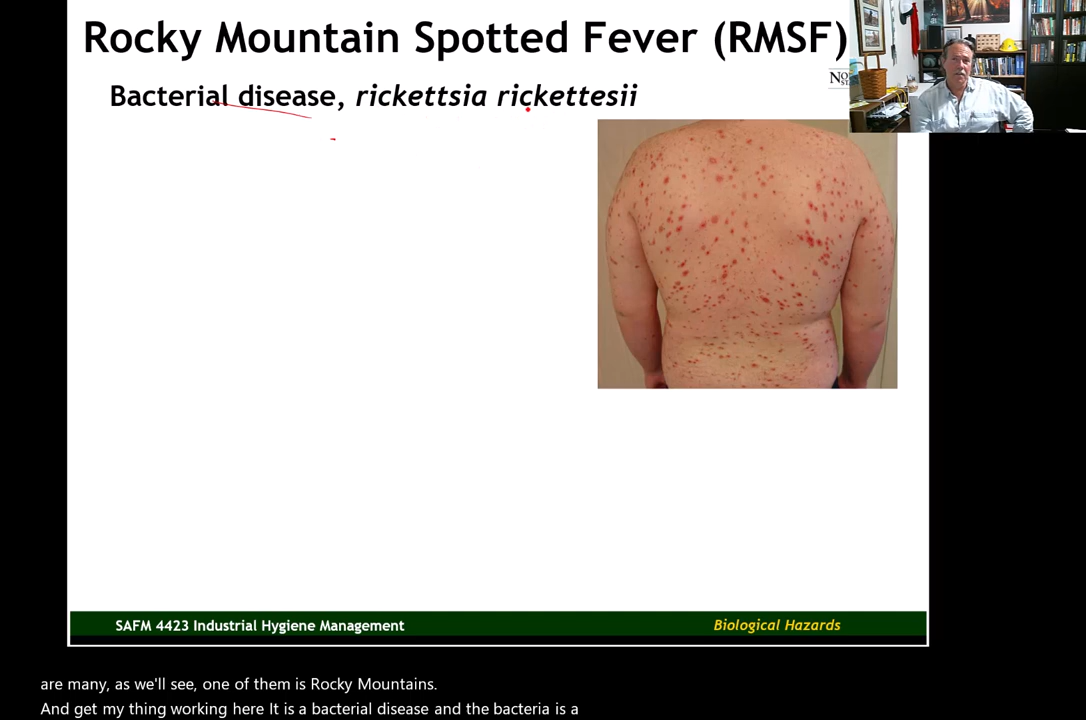 Rocky Mountain Spotted Fever (RMSF)
Bacterial disease, rickettsia rickettesii
SAFM 4423 Industrial Hygiene Management
Biological Hazards
are many, as we'll see, one of them is Rocky Mountains.
And get my thing working here It is a bacterial disease and the bacteria is a